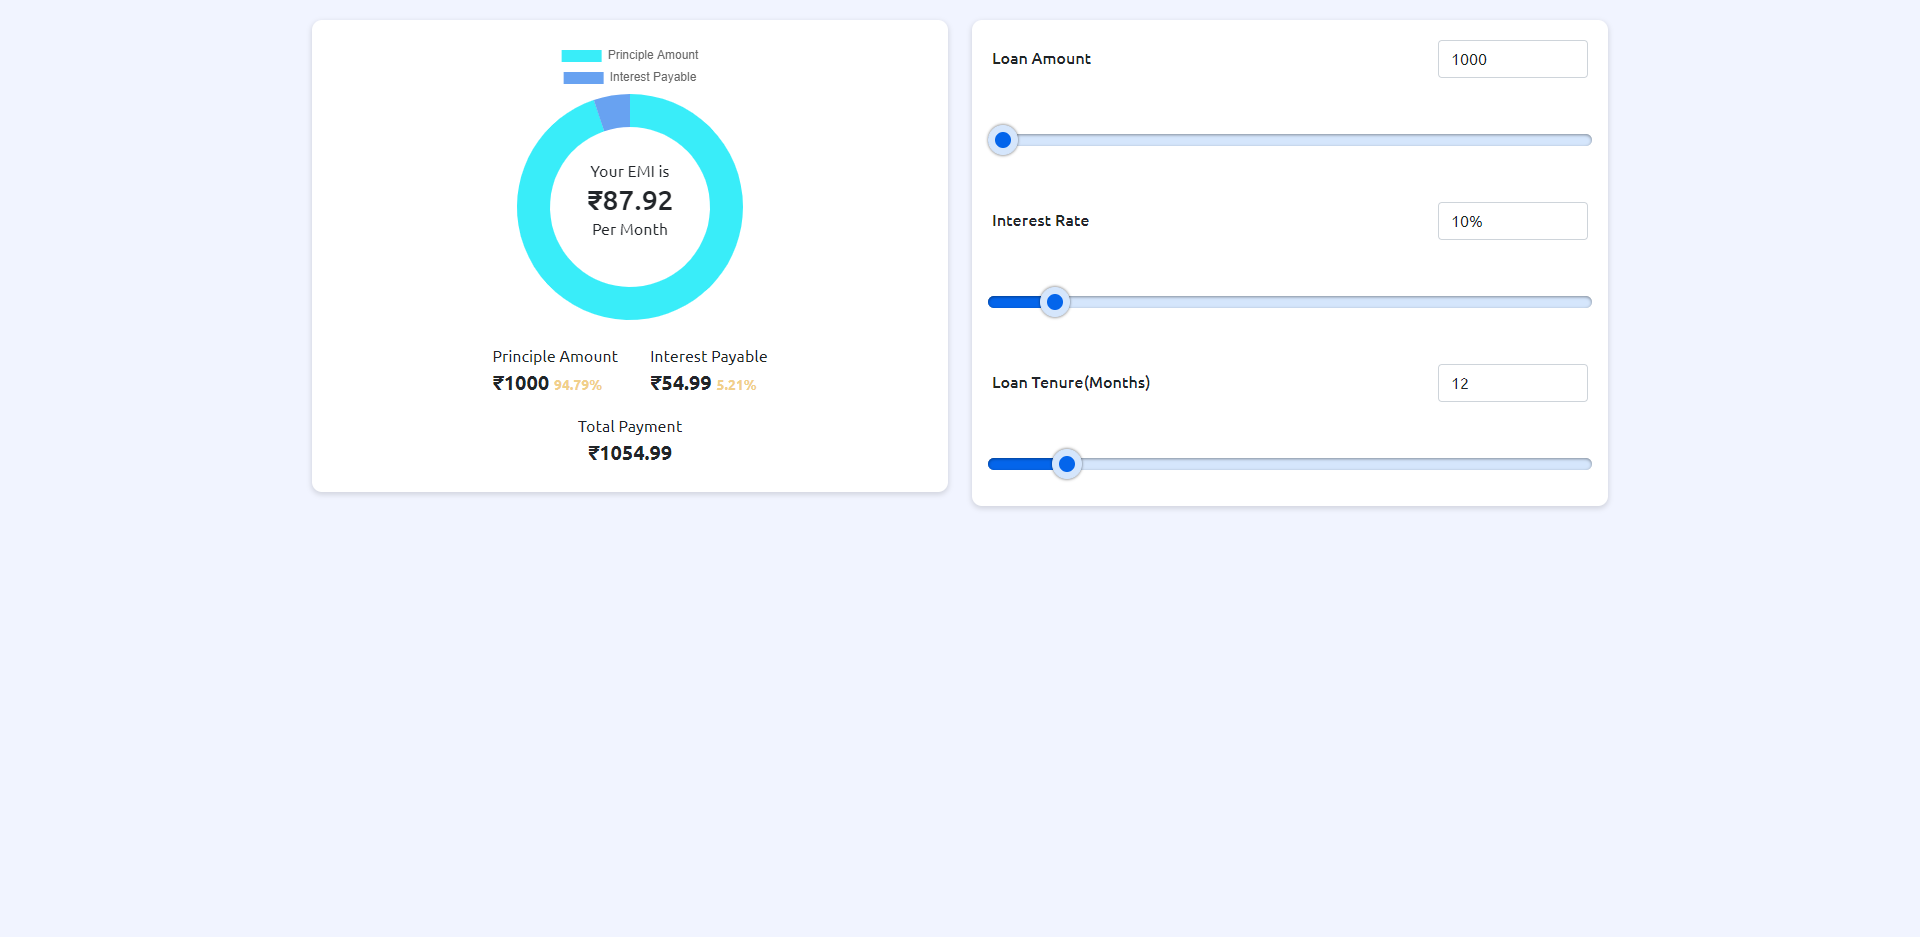 Principle Amount
Interest Payable
Your EMI is
₹87.92
Per Month
Principle Amount
₹1000 94.79%
Interest Payable
₹54.99 5.21%
Total Payment
₹1054.99
Loan Amount
1000
Interest Rate
10%
Loan Tenure(Months)
12